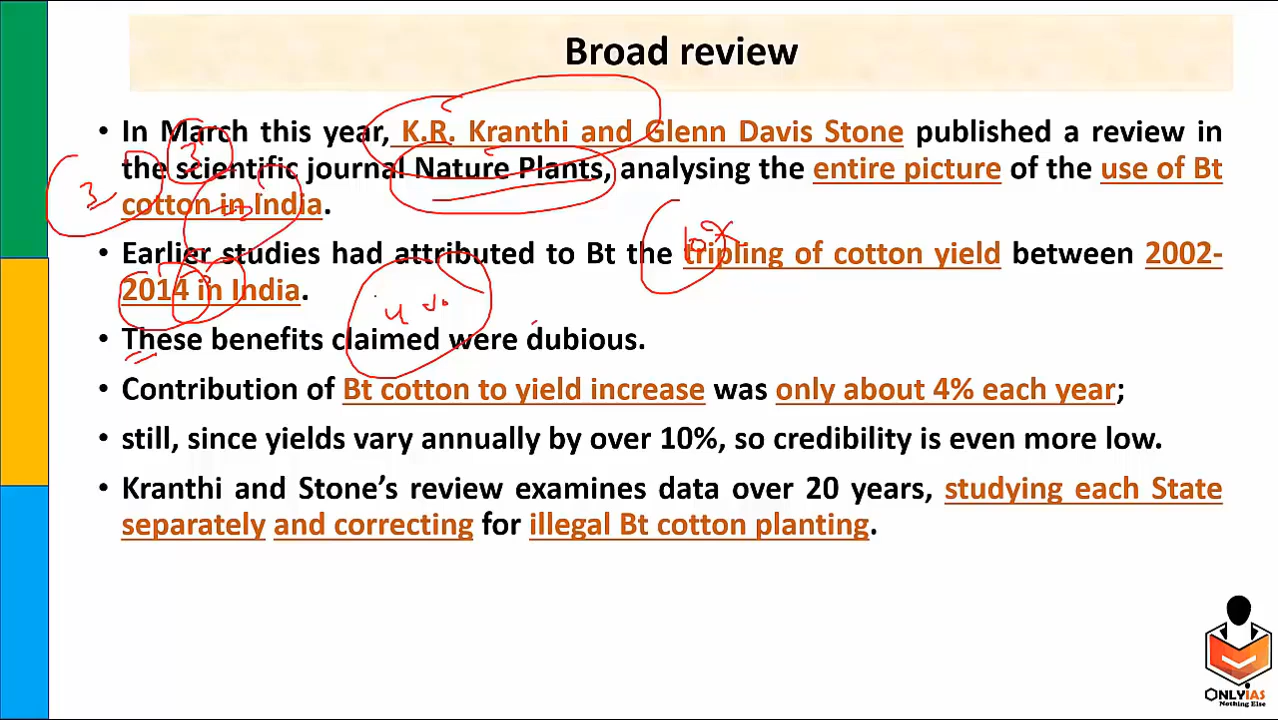 Broad review
• In March this year, K.R. Kranthi and Glenn Davis Stone published a review in
the scientific journal Nature Plants, analysing the entire picture of the use of Bt
cotton in India.
• Earlier studies had attributed to Bt the tripling of cotton yield between 2002-
2014 in India.
• These benefits claimed were dubious.
• Contribution of Bt cotton to yield increase was only about 4% each year;
• still, since yields vary annually by over 10%, so credibility is even more low.
• Kranthi and Stone’s review examines data over 20 years, studying each State
separately and correcting for illegal Bt cotton planting.
3
3
10%
4 %
ONLYIAS
Nothing Else